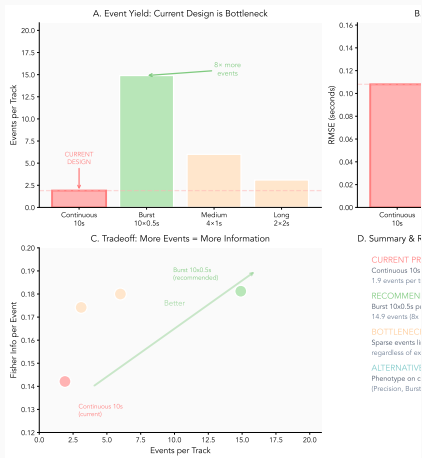 A. Event Yield: Current Design is Bottleneck
B.
Events per Track
20.0
17.5
15.0
12.5
10.0
7.5
5.0
2.5
0.0
8× more
events
CURRENT
DESIGN
Continuous
10s
Burst
10×0.5s
Medium
4×1s
Long
2×2s
RMSE (seconds)
0.16
0.14
0.12
0.10
0.08
0.06
0.04
0.02
0.00
Continuous
10s
C. Tradeoff: More Events = More Information
Fisher Info per Event
0.20
0.19
0.18
0.17
0.16
0.15
0.14
0.13
0.12
Burst 10x0.5s
(recommended)
Better
Continuous 10s
(current)
0.0
2.5
5.0
7.5
10.0
12.5
15.0
17.5
20.0
Events per Track
D. Summary & R
CURRENT PR
Continuous 10s
1.9 events per t
RECOMMEN
Burst 10x0.5s p
14.9 events (8x
BOTTLENEC
Sparse events li
regardless of ex
ALTERNATIV
Phenotype on c
(Precision, Burst